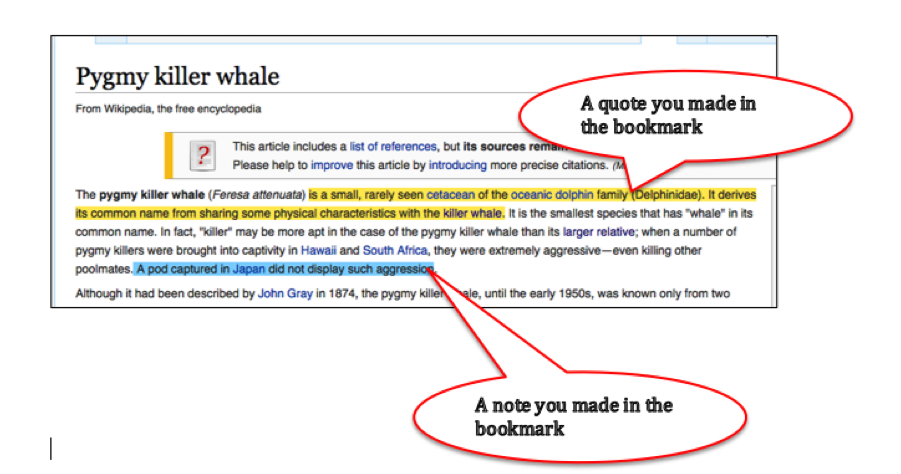 Pygmy killer whale
From Wikipedia, the free encyclopedia
A quote you made in
the bookmark
?
This article includes a list of references, but its sources
Please help to improve this article by introducing more precise citations.
The pygmy killer whale (Feresa attenuata) is a small, rarely seen cetacean of the oceanic dolphin family (Delphinidae). It derives
its common name from sharing some physical characteristics with the killer whale. It is the smallest species that has "whale" in its
common name. In fact, "killer" may be more apt in the case of the pygmy killer whale than its larger relative; when a number of
pygmy killers were brought into captivity in Hawaii and South Africa, they were extremely aggressive—even killing other
poolmates. A pod captured in Japan did not display such aggression.
Although it had been described by John Gray in 1874, the pygmy killer whale, until the early 1950s, was known only from two
A note you made in the
bookmark